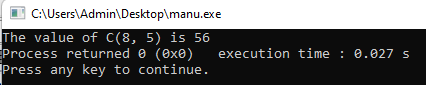 C:\Users\Admin\Desktop\manu.exe
The value of C(8, 5) is 56
Process returned 0 (0x0)   execution time : 0.027 s
Press any key to continue.